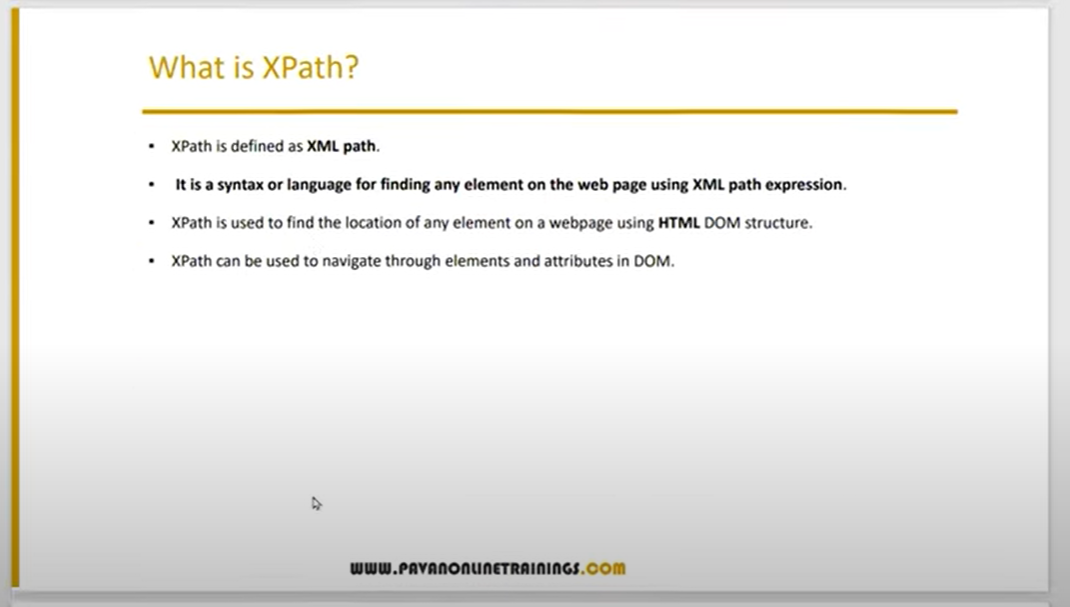 What is XPath?
▪ XPath is defined as XML path.
▪ It is a syntax or language for finding any element on the web page using XML path expression.
▪ XPath is used to find the location of any element on a webpage using HTML DOM structure.
▪ XPath can be used to navigate through elements and attributes in DOM.
WWW.PAVANONLINETRAININGS.COM